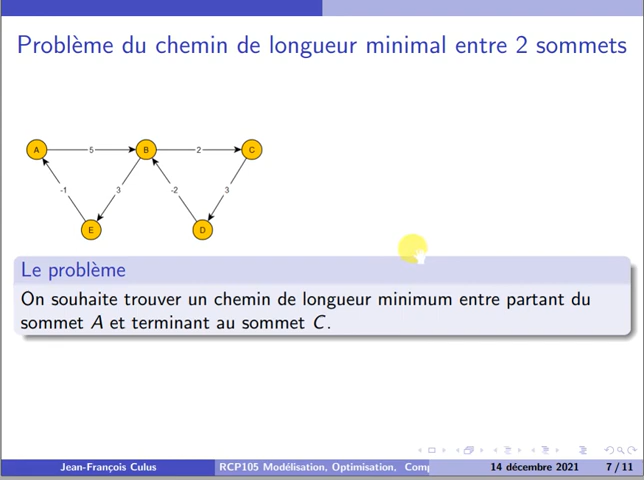 Problème du chemin de longueur minimal entre 2 sommets
A 5 B 2 C
-1 3 -2 3
E D
Le problème
On souhaite trouver un chemin de longueur minimum entre partant du
sommet A et terminant au sommet C.
Jean-François Culus RCP105 Modélisation, Optimisation, 14 décembre 2021 7 / 11